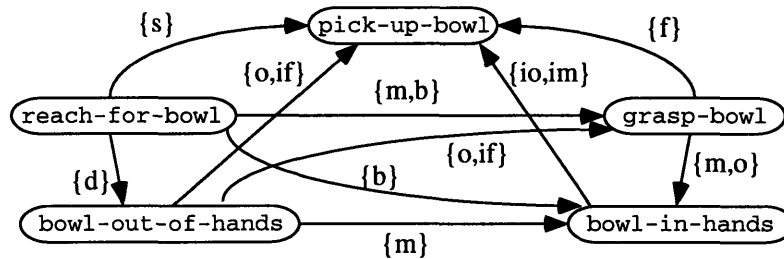 pick-up-bowl
{s}
{f}
{o,if}
{io,im}
{m,b}
reach-for-bowl
grasp-bowl
{o,if}
{d}
{b}
{m,o}
bowl-out-of-hands
bowl-in-hands
{m}